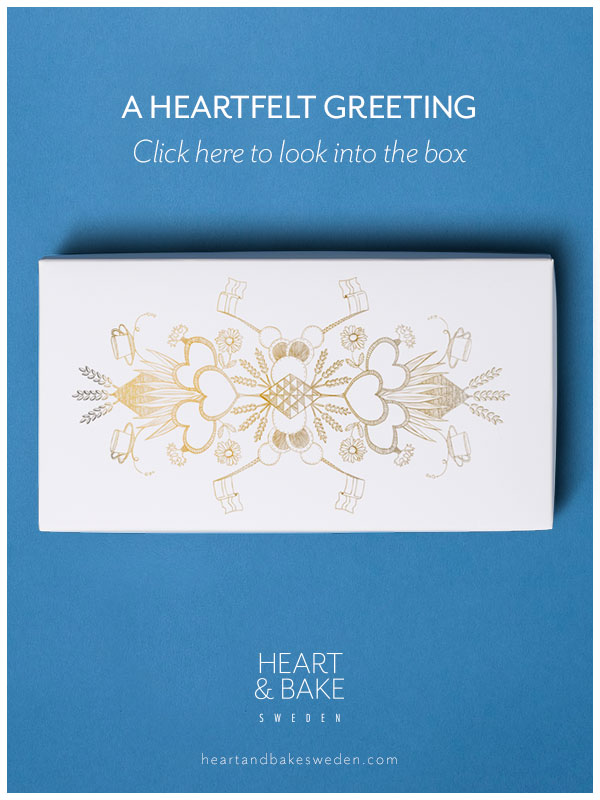 A HEARTFELT GREETING
Click here to look into the box
HEART
& BAKE
SWEDEN
heartandbakesweden.com